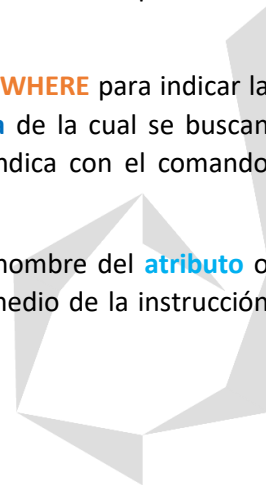 WHERE para indicar la
de la cual se buscan
ndica con el comando
nombre del atributo o
medio de la instrucción